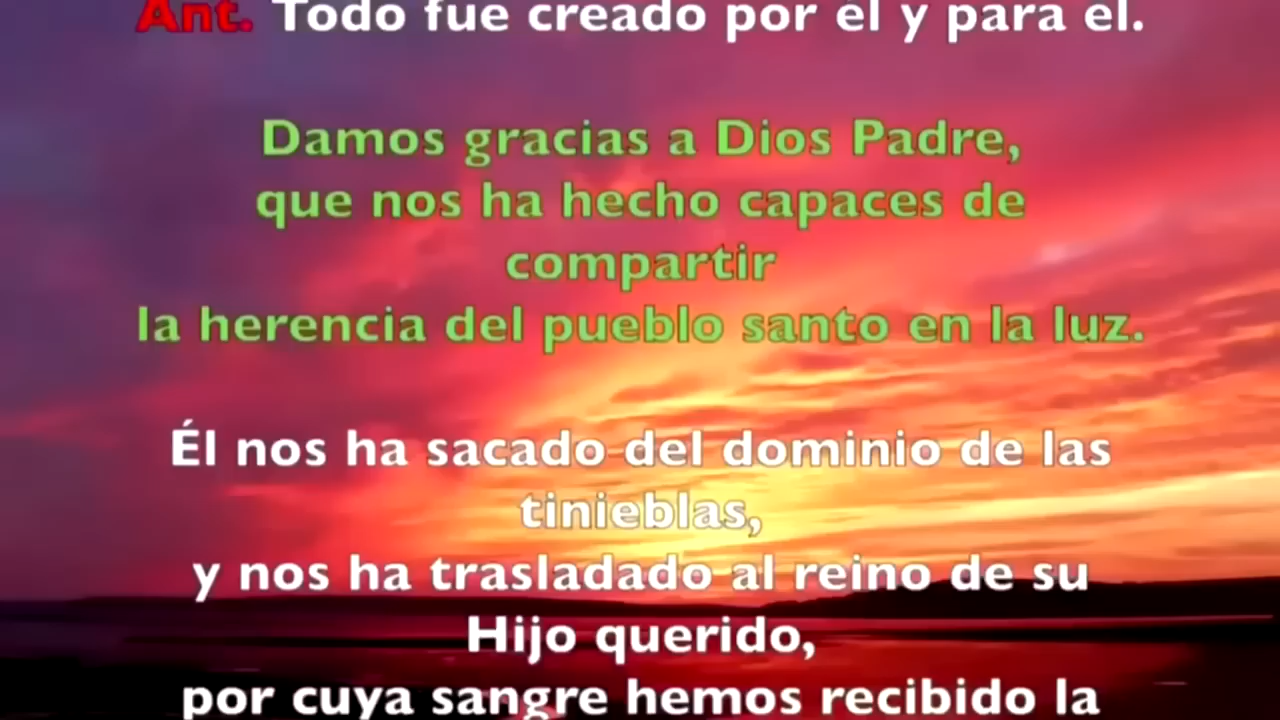 Ant. Todo fue creado por él y para él.
Damos gracias a Dios Padre,
que nos ha hecho capaces de
compartir
la herencia del pueblo santo en la luz.
Él nos ha sacado del dominio de las
tinieblas,
y nos ha trasladado al reino de su
Hijo querido,
por cuya sangre hemos recibido la